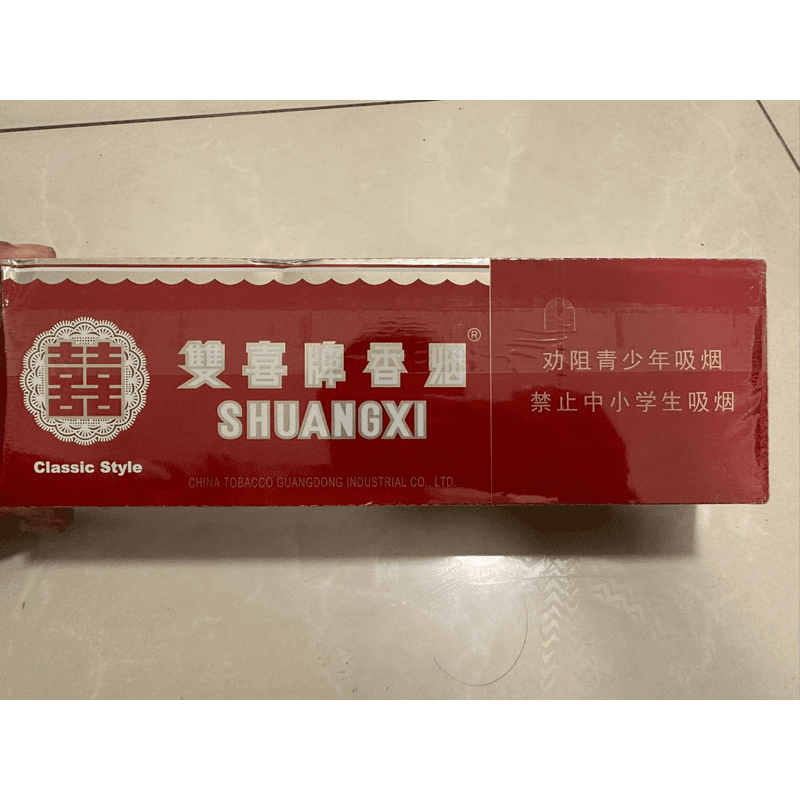 雙喜牌香烟®
SHUANGXI
Classic Style
CHINA TOBACCO GUANGDONG INDUSTRIAL CO., LTD.
劝阻青少年吸烟
禁止中小学生吸烟